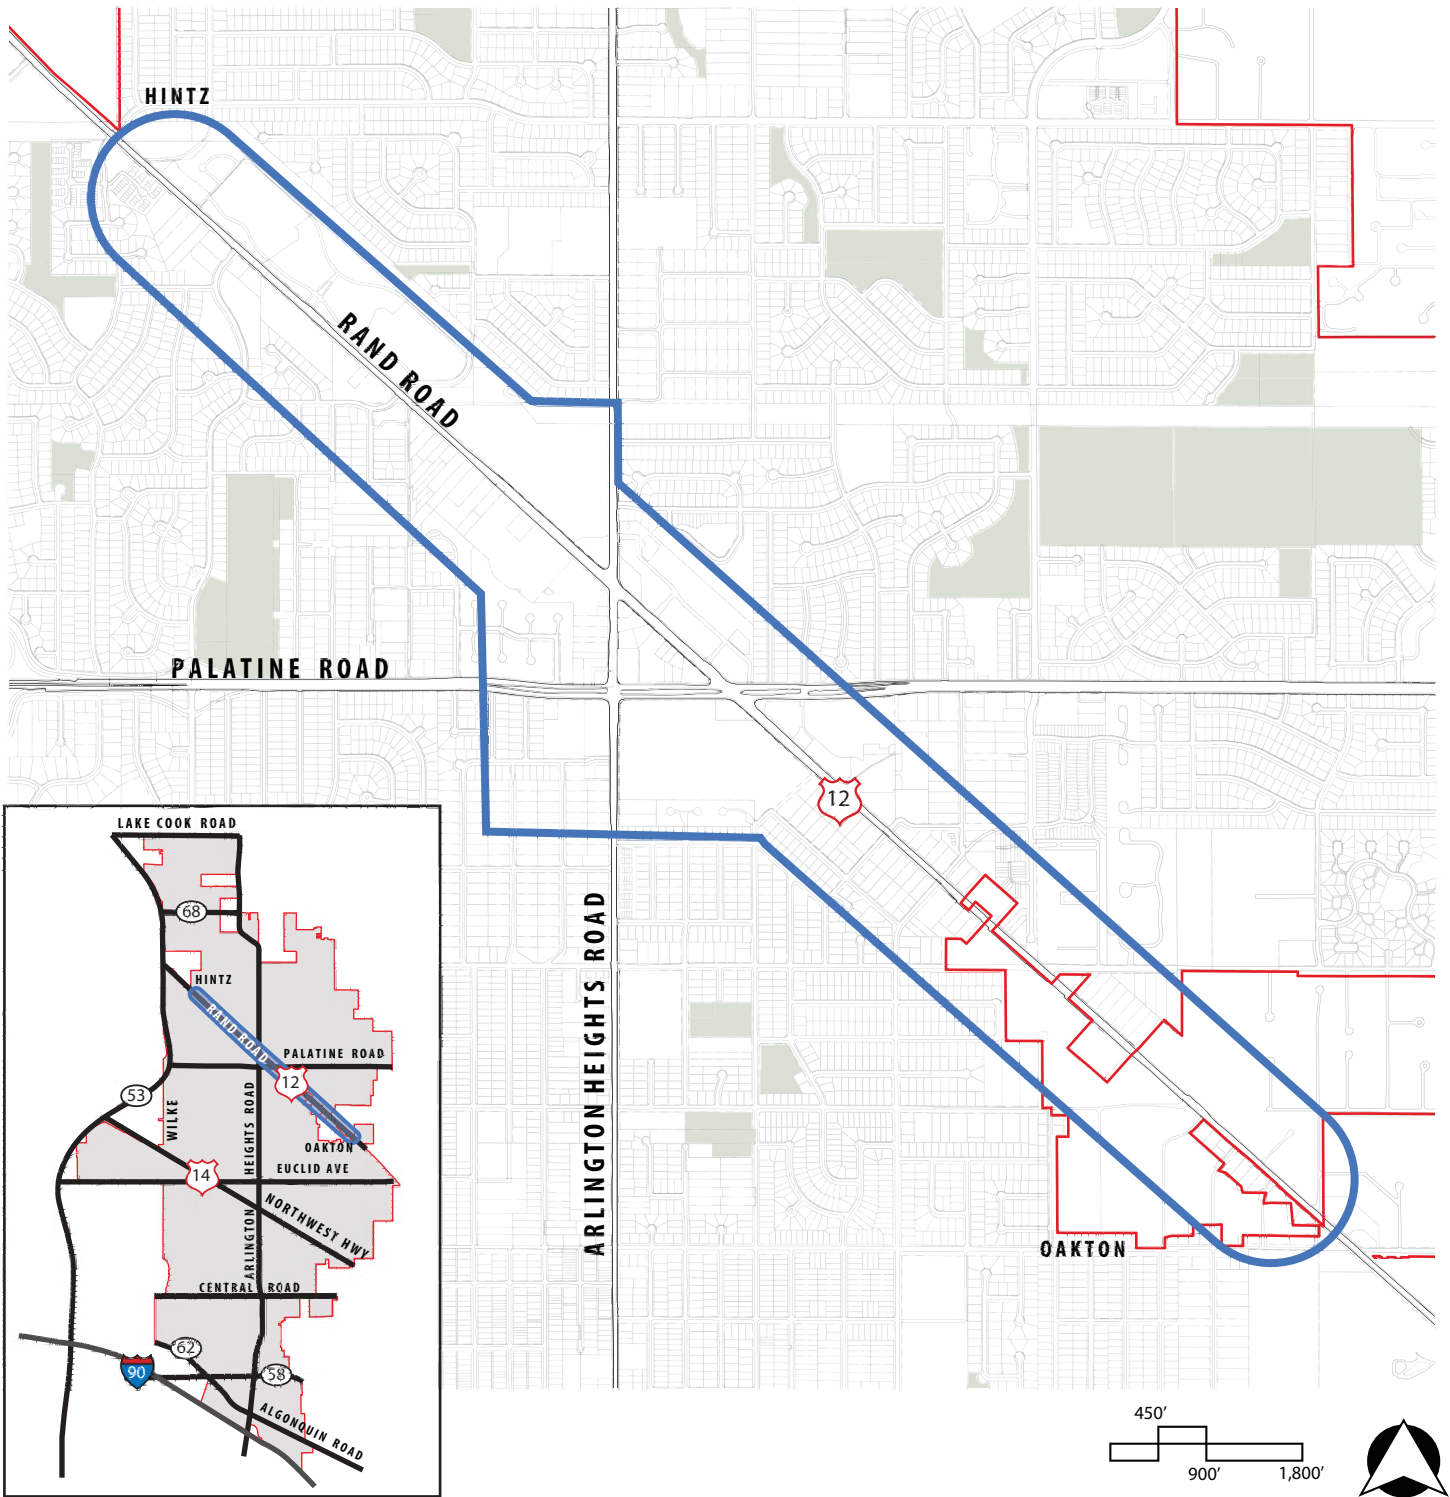 HINTZ
RAND ROAD
PALATINE ROAD
12
ARLINGTON HEIGHTS ROAD
OAKTON
LAKE COOK ROAD
68
HINTZ
RAND ROAD
PALATINE ROAD
12
53
WILKE
ARLINGTON HEIGHTS ROAD
OAKTON
EUCLID AVE
14
NORTHWEST HWY
CENTRAL ROAD
62
90
58
ALGONQUIN ROAD
450'
900'
1,800'